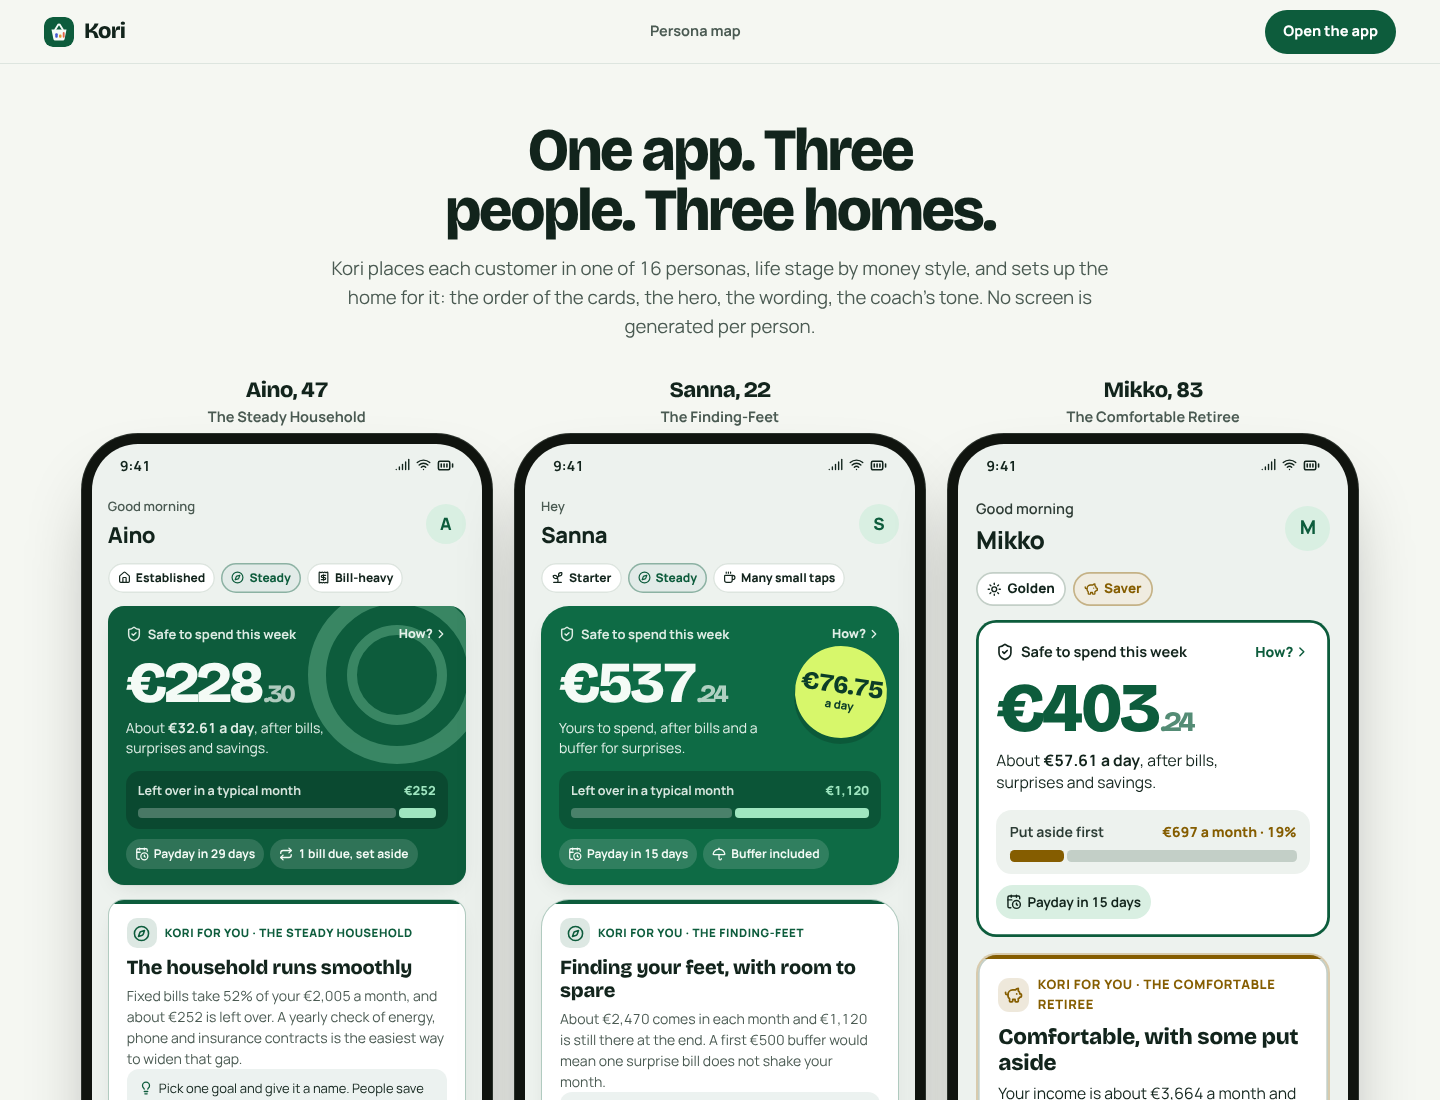 Kori
Persona map
Open the app
One app. Three
people. Three homes.
Kori places each customer in one of 16 personas, life stage by money style, and sets up the
home for it: the order of the cards, the hero, the wording, the coach's tone. No screen is
generated per person.
Aino, 47
The Steady Household
9:41
Good morning
Aino
A
Established
Steady
Bill-heavy
Safe to spend this week
How?
€228.30
About €32.61 a day, after bills,
surprises and savings.
Left over in a typical month
€252
Payday in 29 days
1 bill due, set aside
KORI FOR YOU · THE STEADY HOUSEHOLD
The household runs smoothly
Fixed bills take 52% of your €2,005 a month, and
about €252 is left over. A yearly check of energy,
phone and insurance contracts is the easiest way
to widen that gap.
Pick one goal and give it a name. People save
Sanna, 22
The Finding-Feet
9:41
Hey
Sanna
S
Starter
Steady
Many small taps
Safe to spend this week
How?
€537.24
€76.75
a day
Yours to spend, after bills and a
buffer for surprises.
Left over in a typical month
€1,120
Payday in 15 days
Buffer included
KORI FOR YOU · THE FINDING-FEET
Finding your feet, with room to
spare
About €2,470 comes in each month and €1,120
is still there at the end. A first €500 buffer would
mean one surprise bill does not shake your
month.
Mikko, 83
The Comfortable Retiree
9:41
Good morning
Mikko
M
Golden
Saver
Safe to spend this week
How?
€403.24
About €57.61 a day, after bills,
surprises and savings.
Put aside first
€697 a month · 19%
Payday in 15 days
KORI FOR YOU · THE COMFORTABLE
RETIREE
Comfortable, with some put
aside
Your income is about €3,664 a month and